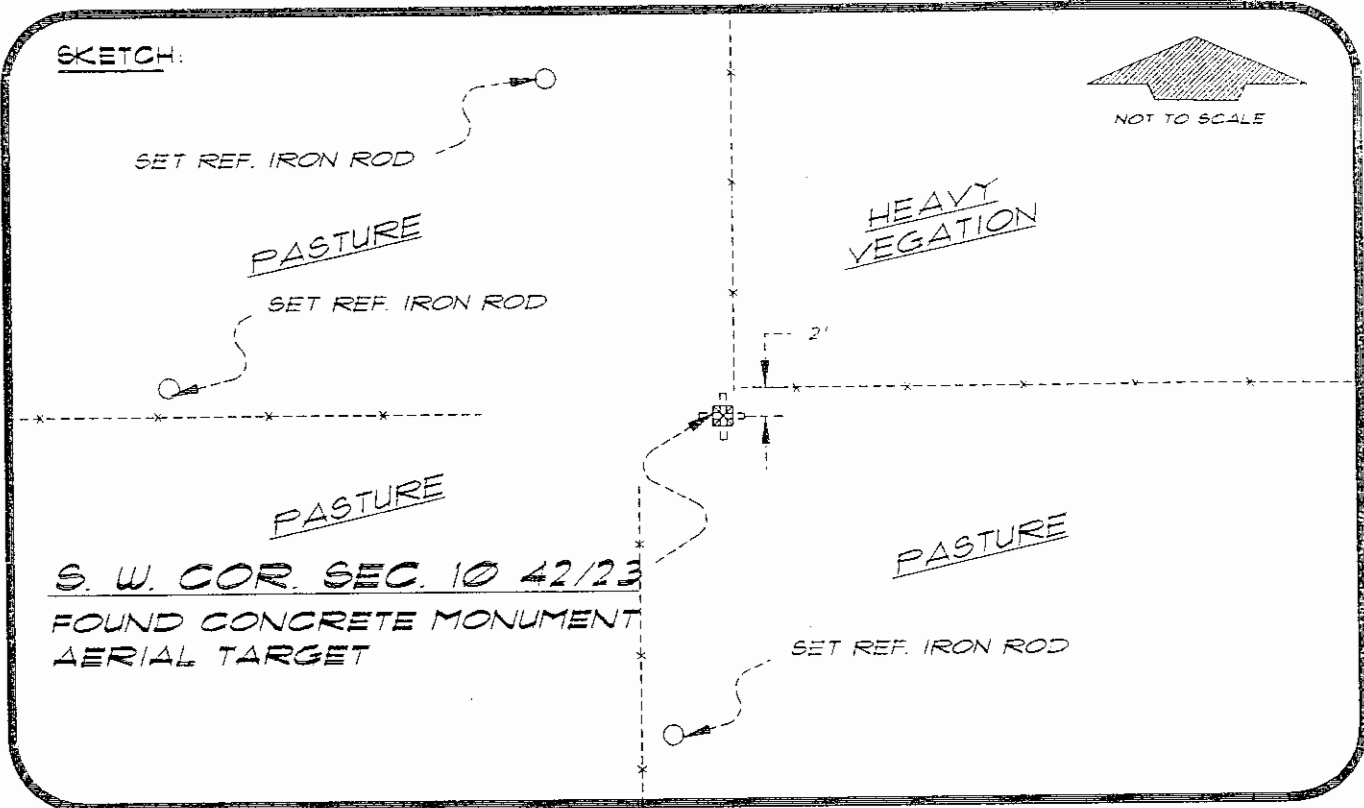 SKETCH:
NOT TO SCALE
SET REF. IRON ROD
PASTURE
HEAVY
VEGATION
SET REF. IRON ROD
2'
PASTURE
PASTURE
S. W. COR. SEC. 10 42/23
FOUND CONCRETE MONUMENT
AERIAL TARGET
SET REF. IRON ROD